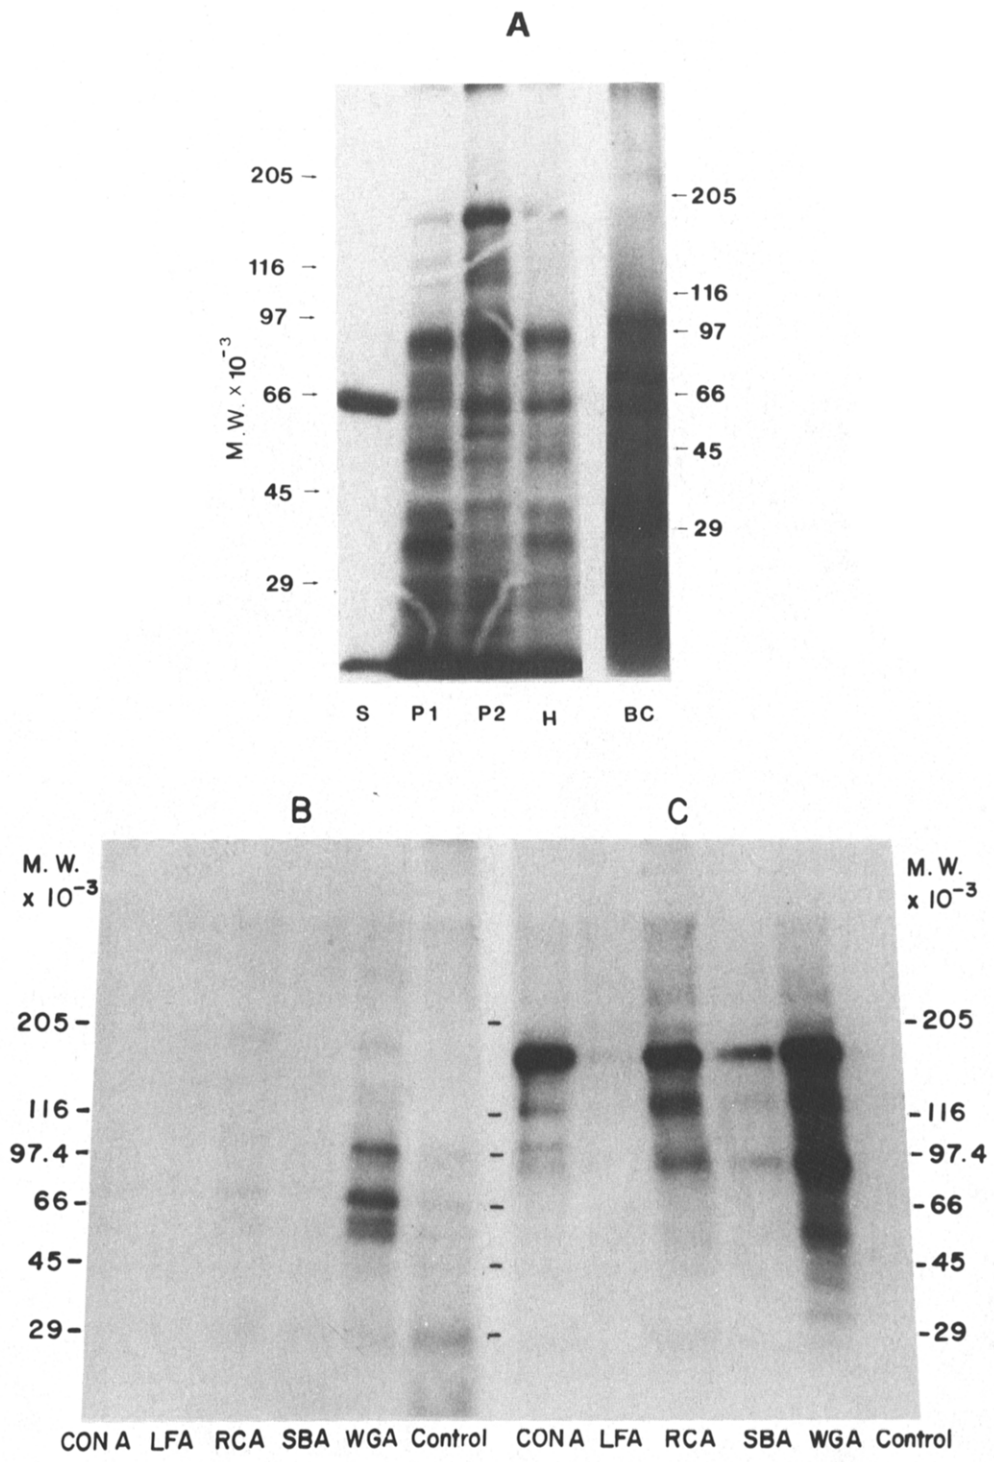 A
205
205
116
116
97
97
M.W. x 10-3
66
66
45
45
29
29
S P1 P2 H BC
B C
M. W.
x 10-3
M. W.
x 10-3
205
205
116
116
97.4
97.4
66
66
45
45
29
29
CON A LFA RCA SBA WGA Control CON A LFA RCA SBA WGA Control